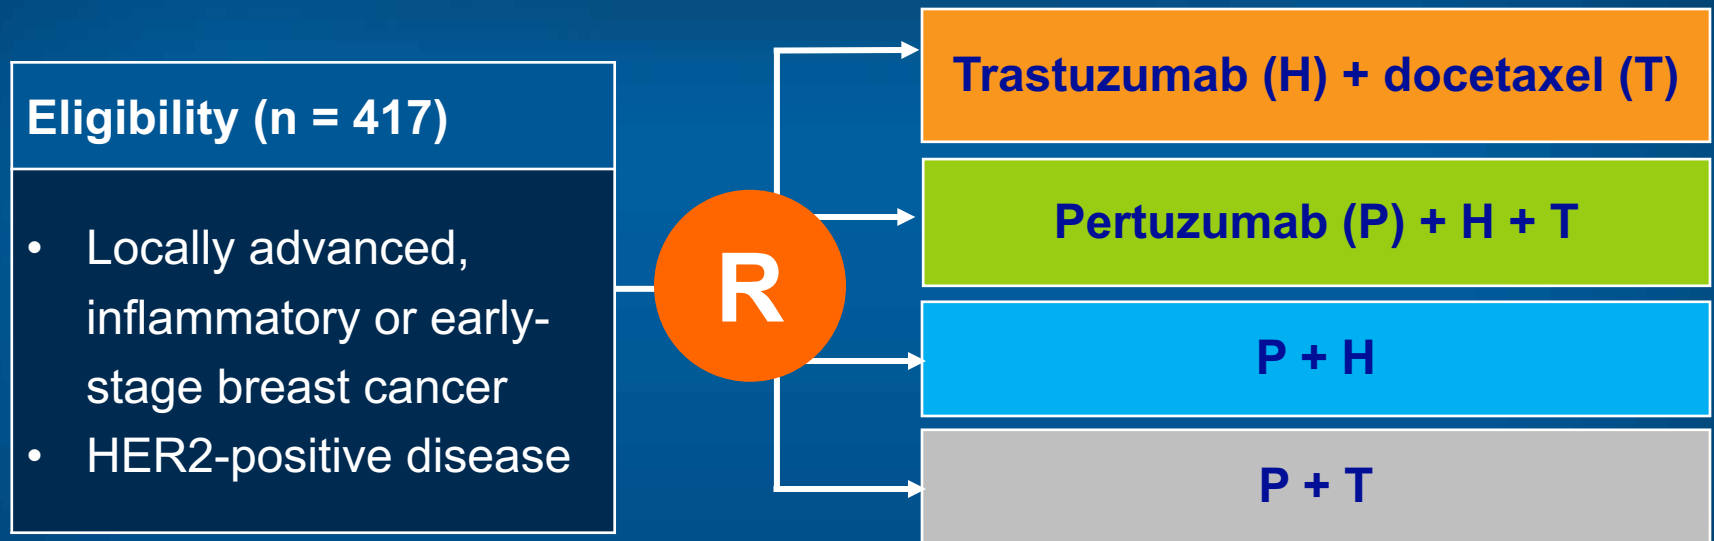 Eligibility (n = 417)
• Locally advanced,
inflammatory or early-
stage breast cancer
• HER2-positive disease
R
Trastuzumab (H) + docetaxel (T)
Pertuzumab (P) + H + T
P + H
P + T